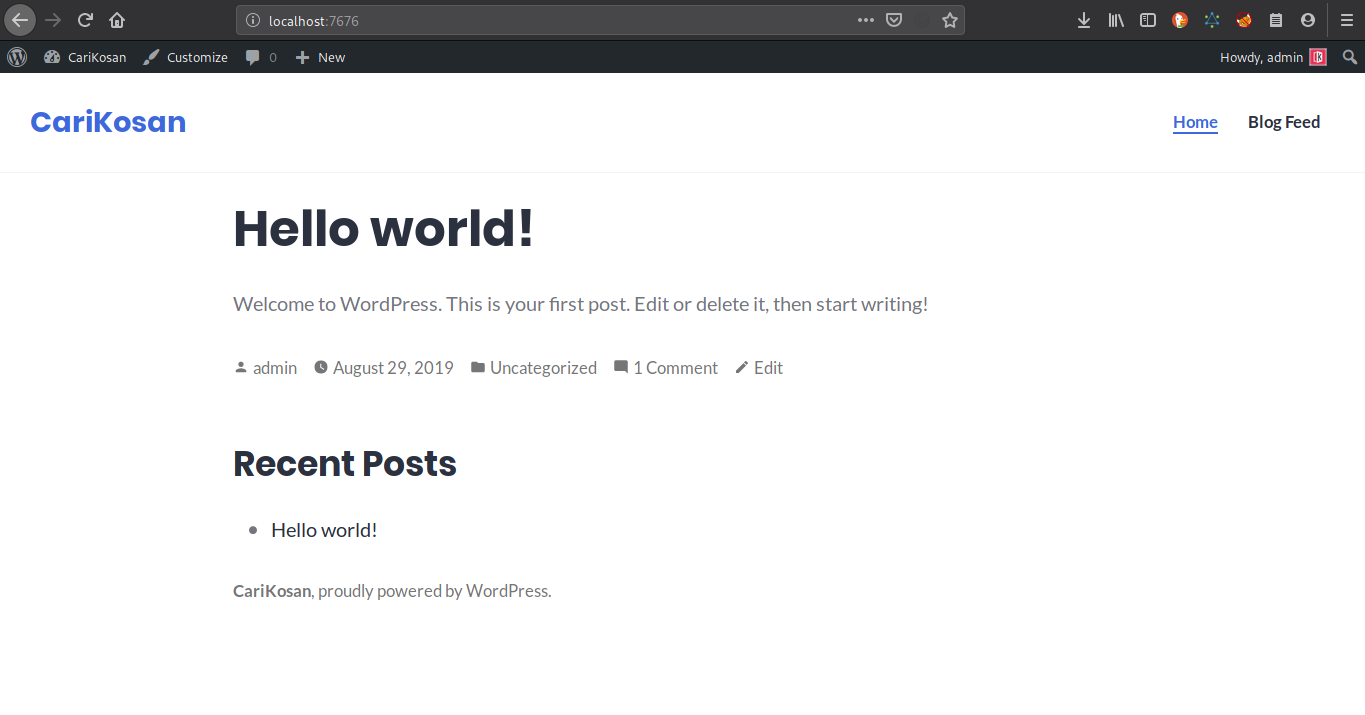 localhost:7676
CariKosan Customize 0 New Howdy, admin
CariKosan Home Blog Feed
Hello world!
Welcome to WordPress. This is your first post. Edit or delete it, then start writing!
admin August 29, 2019 Uncategorized 1 Comment Edit
Recent Posts
Hello world!
CariKosan, proudly powered by WordPress.